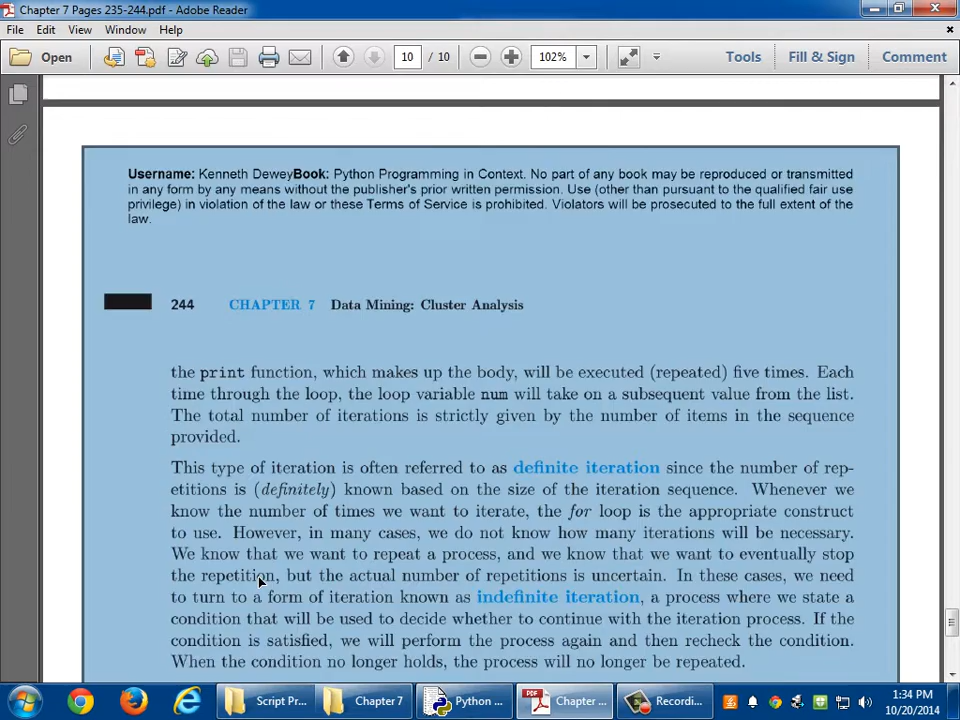 Chapter 7 Pages 235-244.pdf - Adobe Reader
File Edit View Window Help
Open 10 / 10 102% Tools Fill & Sign Comment
Username: Kenneth DeweyBook: Python Programming in Context. No part of any book may be reproduced or transmitted
in any form by any means without the publisher's prior written permission. Use (other than pursuant to the qualified fair use
privilege) in violation of the law or these Terms of Service is prohibited. Violators will be prosecuted to the full extent of the
law.
244 CHAPTER 7 Data Mining: Cluster Analysis
the print function, which makes up the body, will be executed (repeated) five times. Each
time through the loop, the loop variable num will take on a subsequent value from the list.
The total number of iterations is strictly given by the number of items in the sequence
provided.
This type of iteration is often referred to as definite iteration since the number of rep-
etitions is (definitely) known based on the size of the iteration sequence. Whenever we
know the number of times we want to iterate, the for loop is the appropriate construct
to use. However, in many cases, we do not know how many iterations will be necessary.
We know that we want to repeat a process, and we know that we want to eventually stop
the repetition, but the actual number of repetitions is uncertain. In these cases, we need
to turn to a form of iteration known as indefinite iteration, a process where we state a
condition that will be used to decide whether to continue with the iteration process. If the
condition is satisfied, we will perform the process again and then recheck the condition.
When the condition no longer holds, the process will no longer be repeated.
Script Pr... Chapter 7 Python ... Chapter ... Recordi... 1:34 PM
10/20/2014